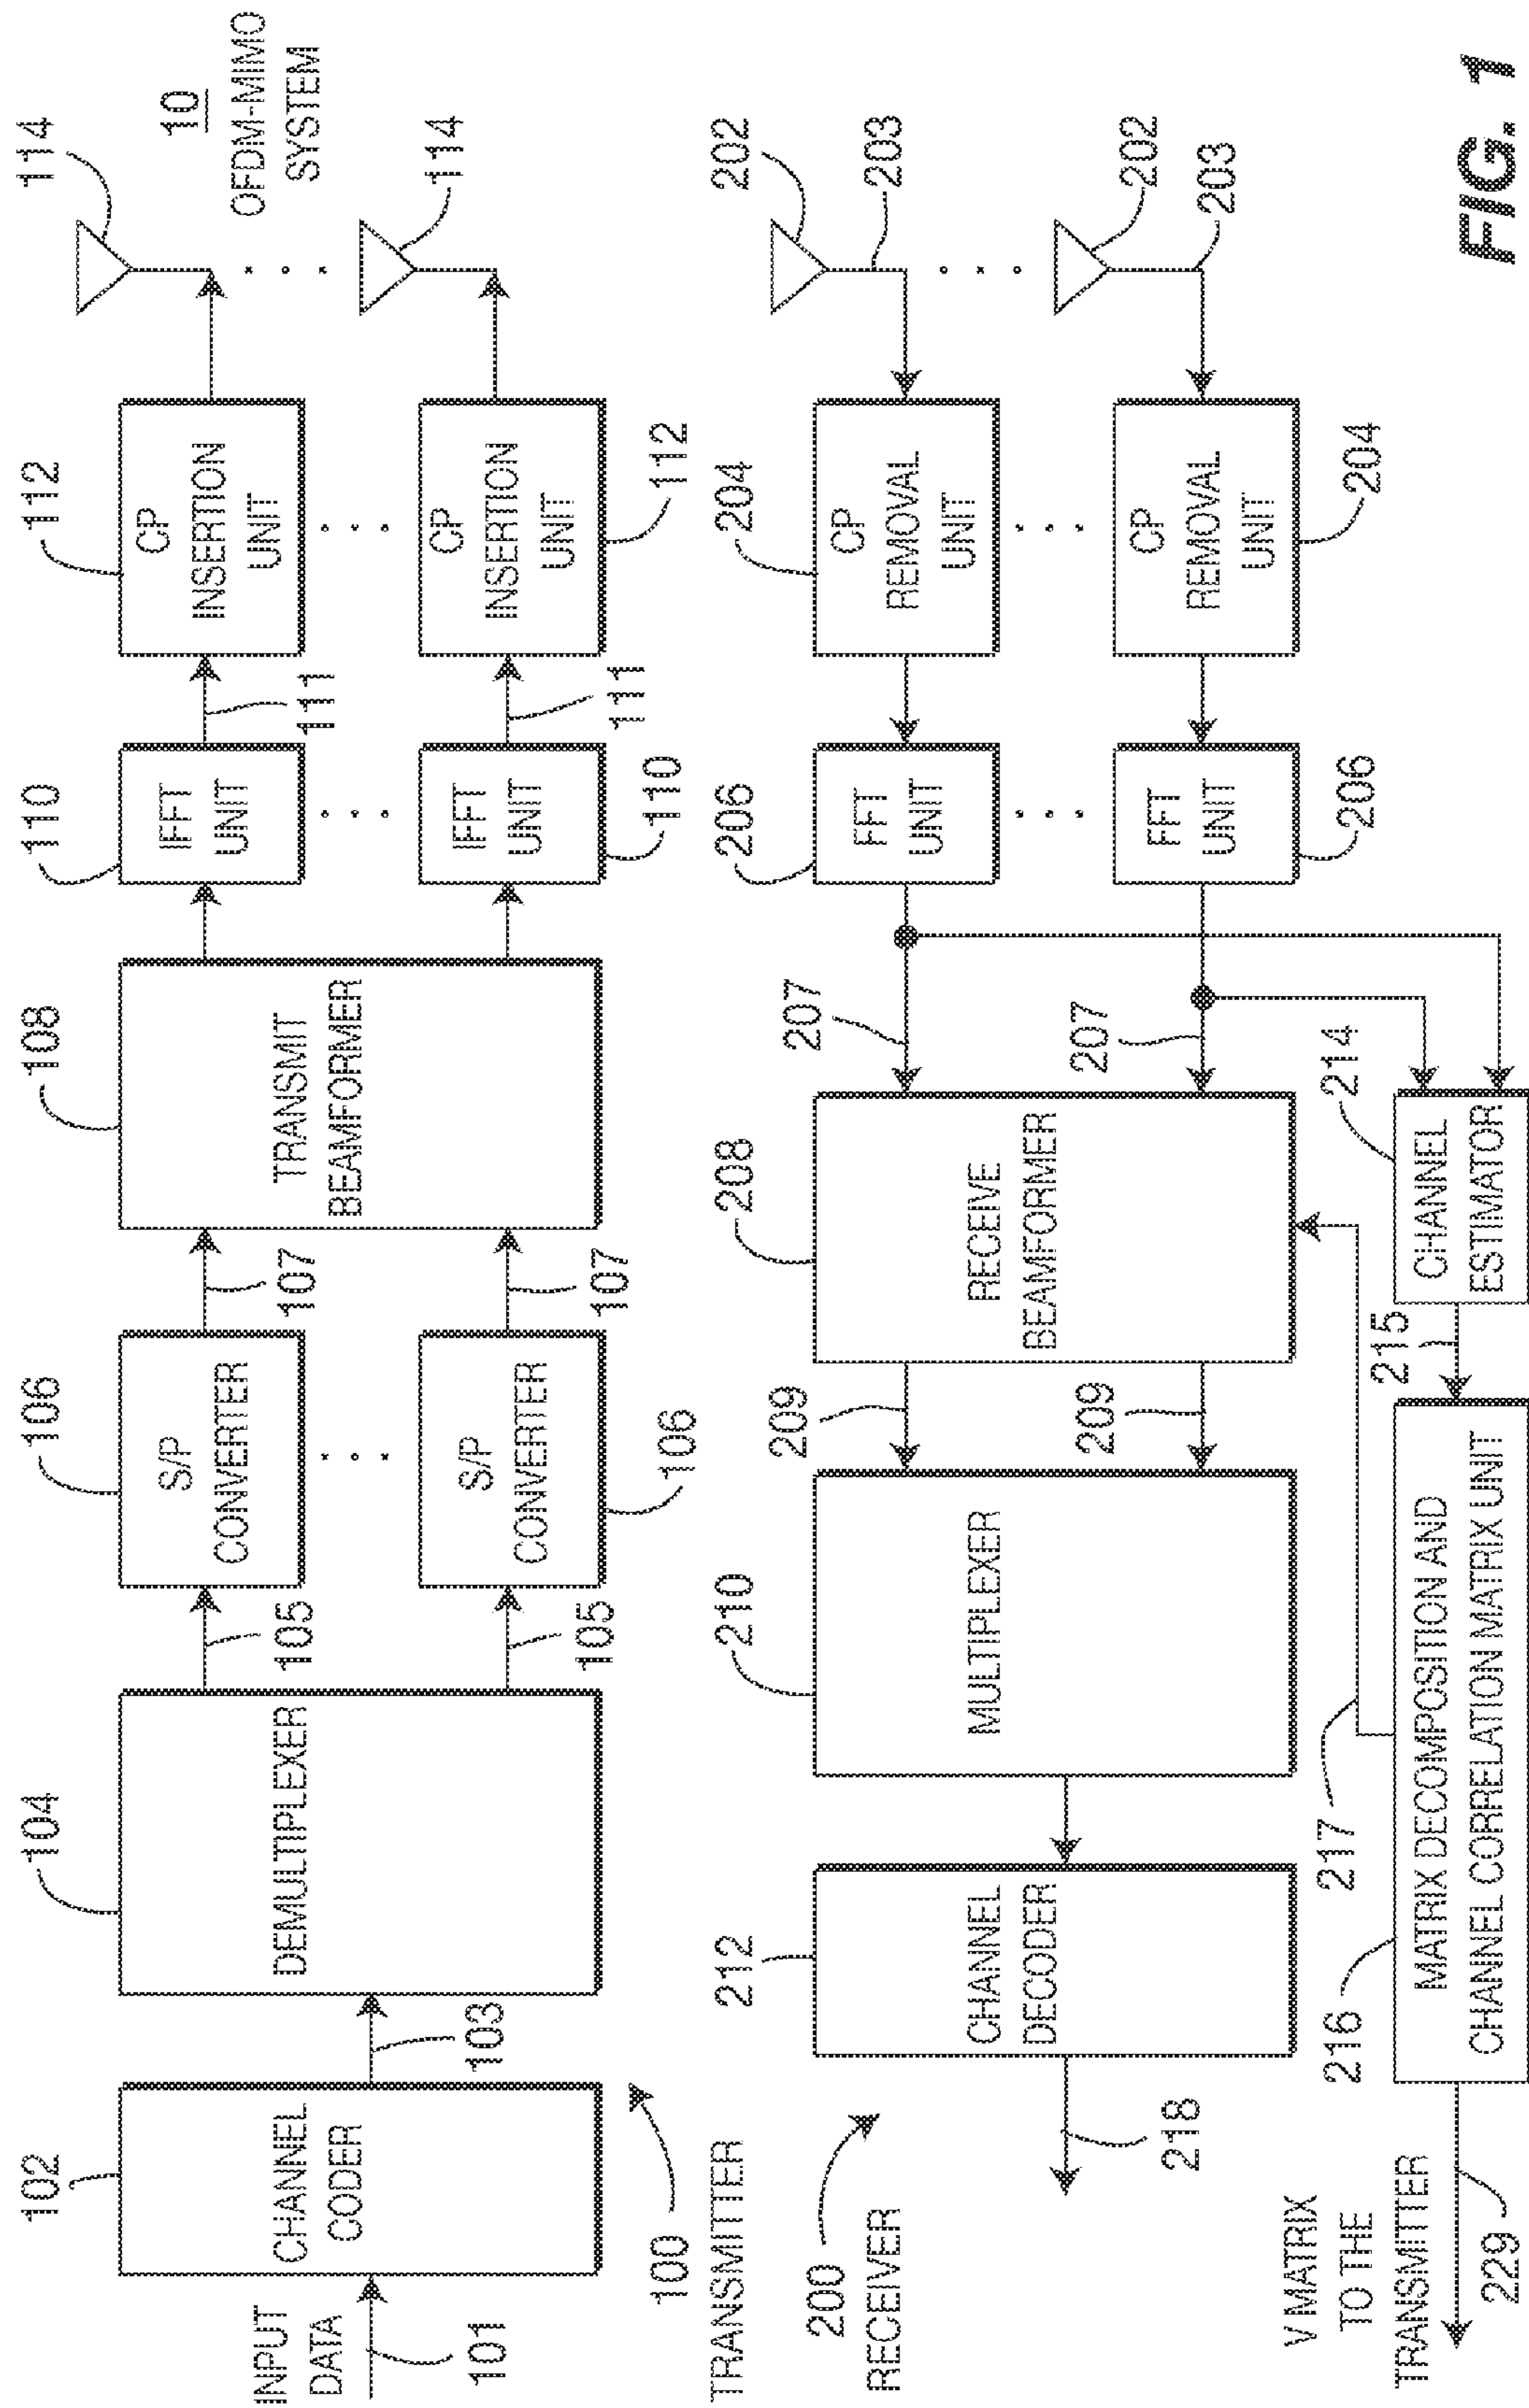 10
OFDM-MIMO
SYSTEM
INPUT
DATA
101
102
CHANNEL
CODER
103
104
DEMULTIPLEXER
105
105
106
S/P
CONVERTER
S/P
CONVERTER
106
107
107
108
TRANSMIT
BEAMFORMER
110
IFFT
UNIT
IFFT
UNIT
110
111
111
112
CP
INSERTION
UNIT
CP
INSERTION
UNIT
112
114
114
100
TRANSMITTER
200
RECEIVER
202
203
202
203
204
CP
REMOVAL
UNIT
CP
REMOVAL
UNIT
204
206
FFT
UNIT
FFT
UNIT
206
207
207
208
RECEIVE
BEAMFORMER
209
209
210
MULTIPLEXER
212
CHANNEL
DECODER
218
214
CHANNEL
ESTIMATOR
215
216
MATRIX DECOMPOSITION AND
CHANNEL CORRELATION MATRIX UNIT
217
V MATRIX
TO THE
TRANSMITTER
229
FIG. 1